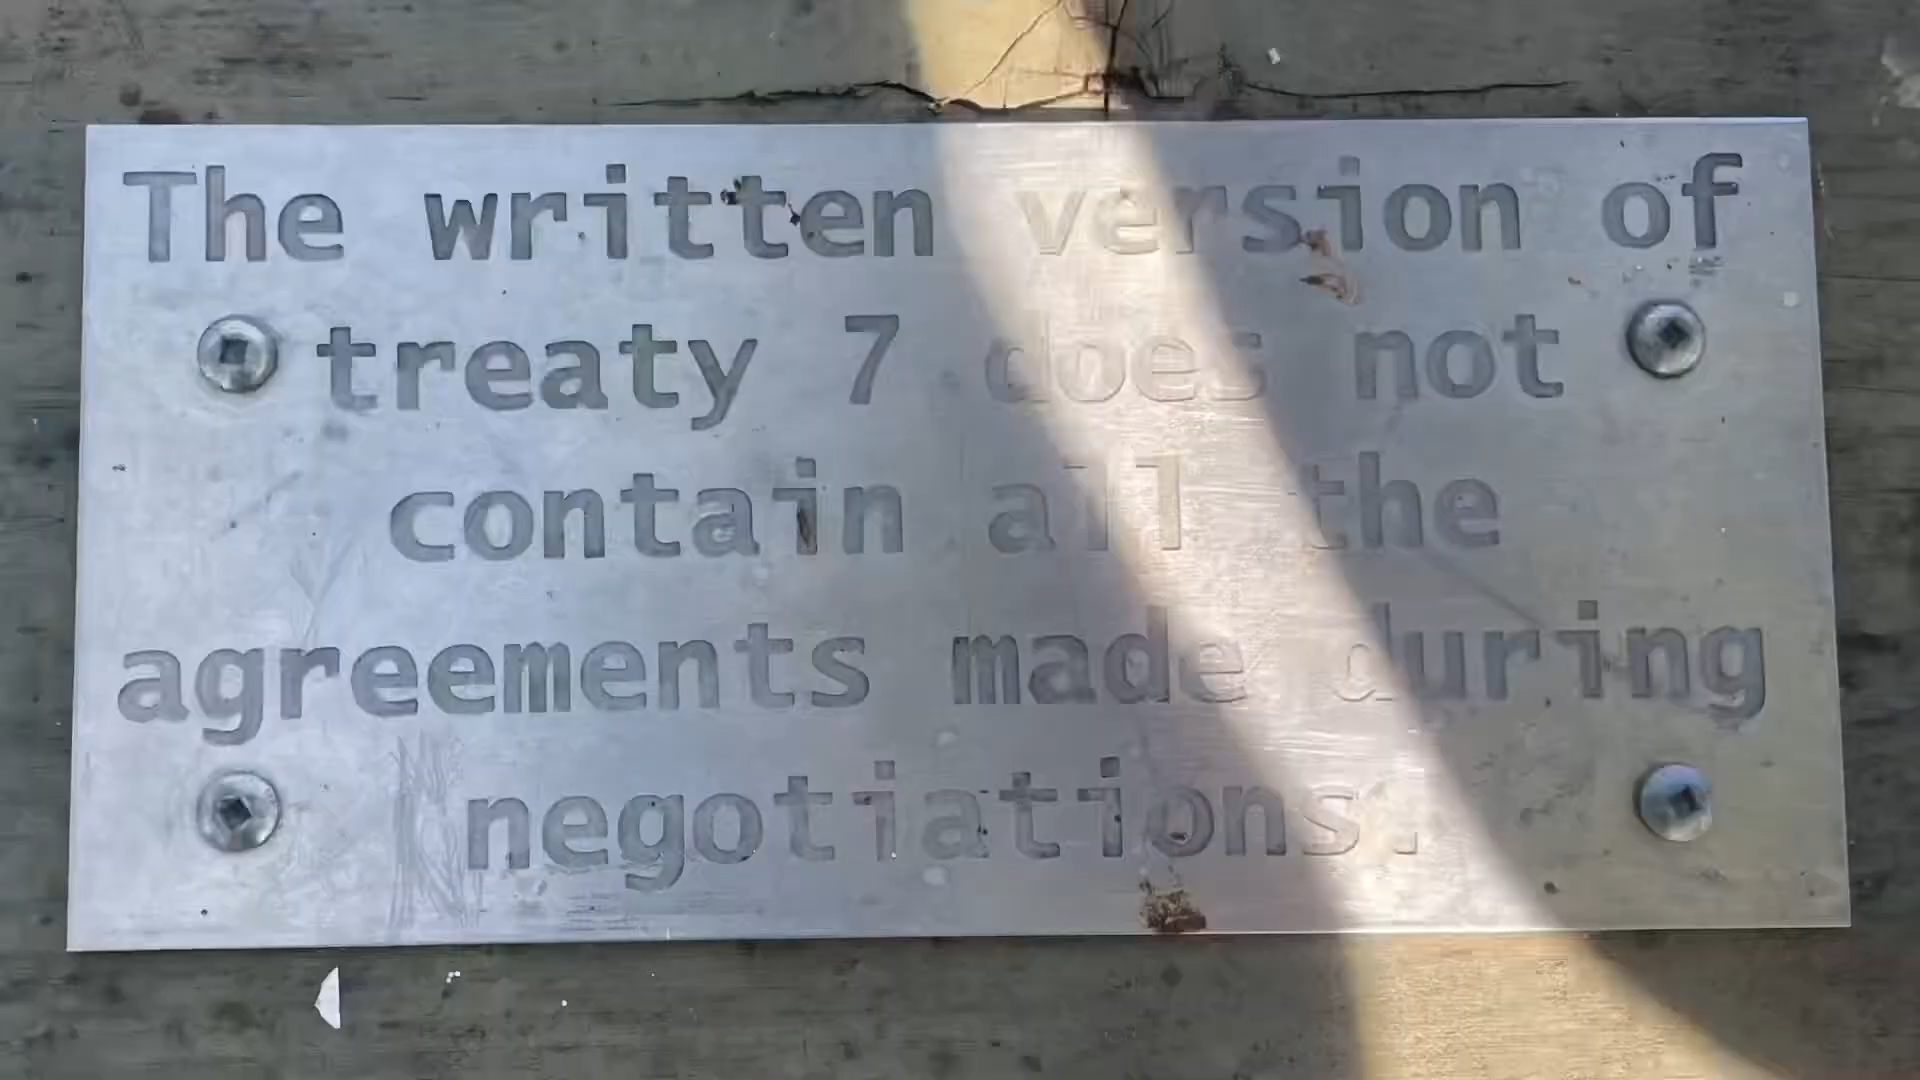 The written version of
treaty 7 does not
contain all the
agreements made during
negotiations.